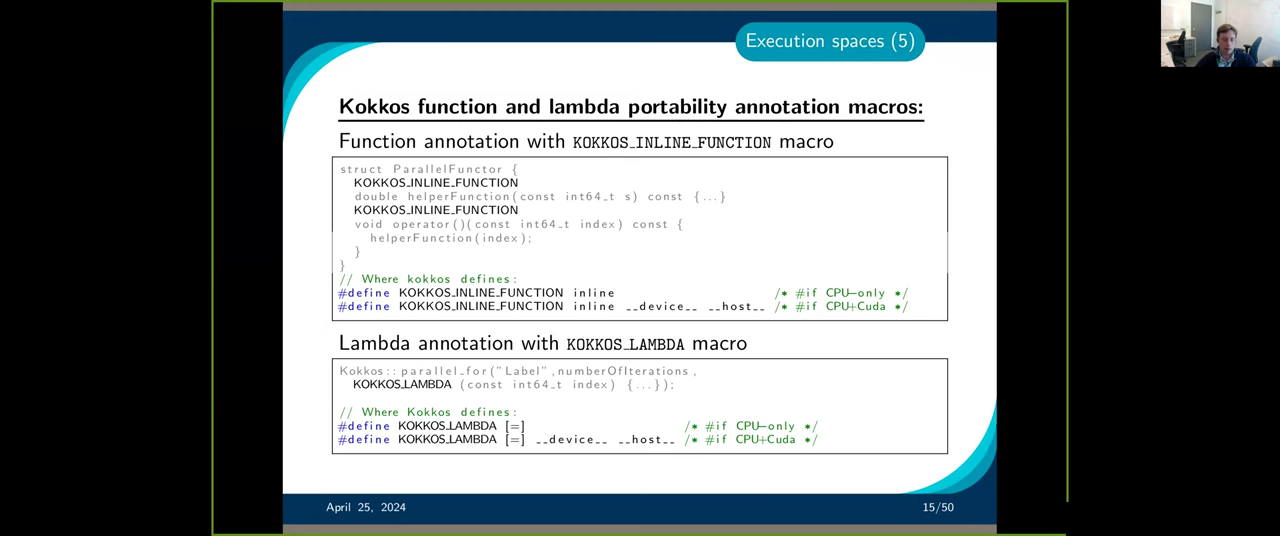 Execution spaces (5)
Kokkos function and lambda portability annotation macros:
Function annotation with KOKKOS_INLINE_FUNCTION macro
struct ParallelFunctor {
KOKKOS_INLINE_FUNCTION
double helperFunction(const int64_t s) const {...}
KOKKOS_INLINE_FUNCTION
void operator()(const int64_t index) const {
helperFunction(index);
}
}
// Where kokkos defines:
#define KOKKOS_INLINE_FUNCTION inline /* #if CPU-only */
#define KOKKOS_INLINE_FUNCTION inline __device__ __host__ /* #if CPU+Cuda */
Lambda annotation with KOKKOS_LAMBDA macro
Kokkos::parallel_for("Label",numberOfIterations,
KOKKOS_LAMBDA (const int64_t index) {...});
// Where Kokkos defines:
#define KOKKOS_LAMBDA [=] /* #if CPU-only */
#define KOKKOS_LAMBDA [=] __device__ __host__ /* #if CPU+Cuda */
April 25, 2024
15/50